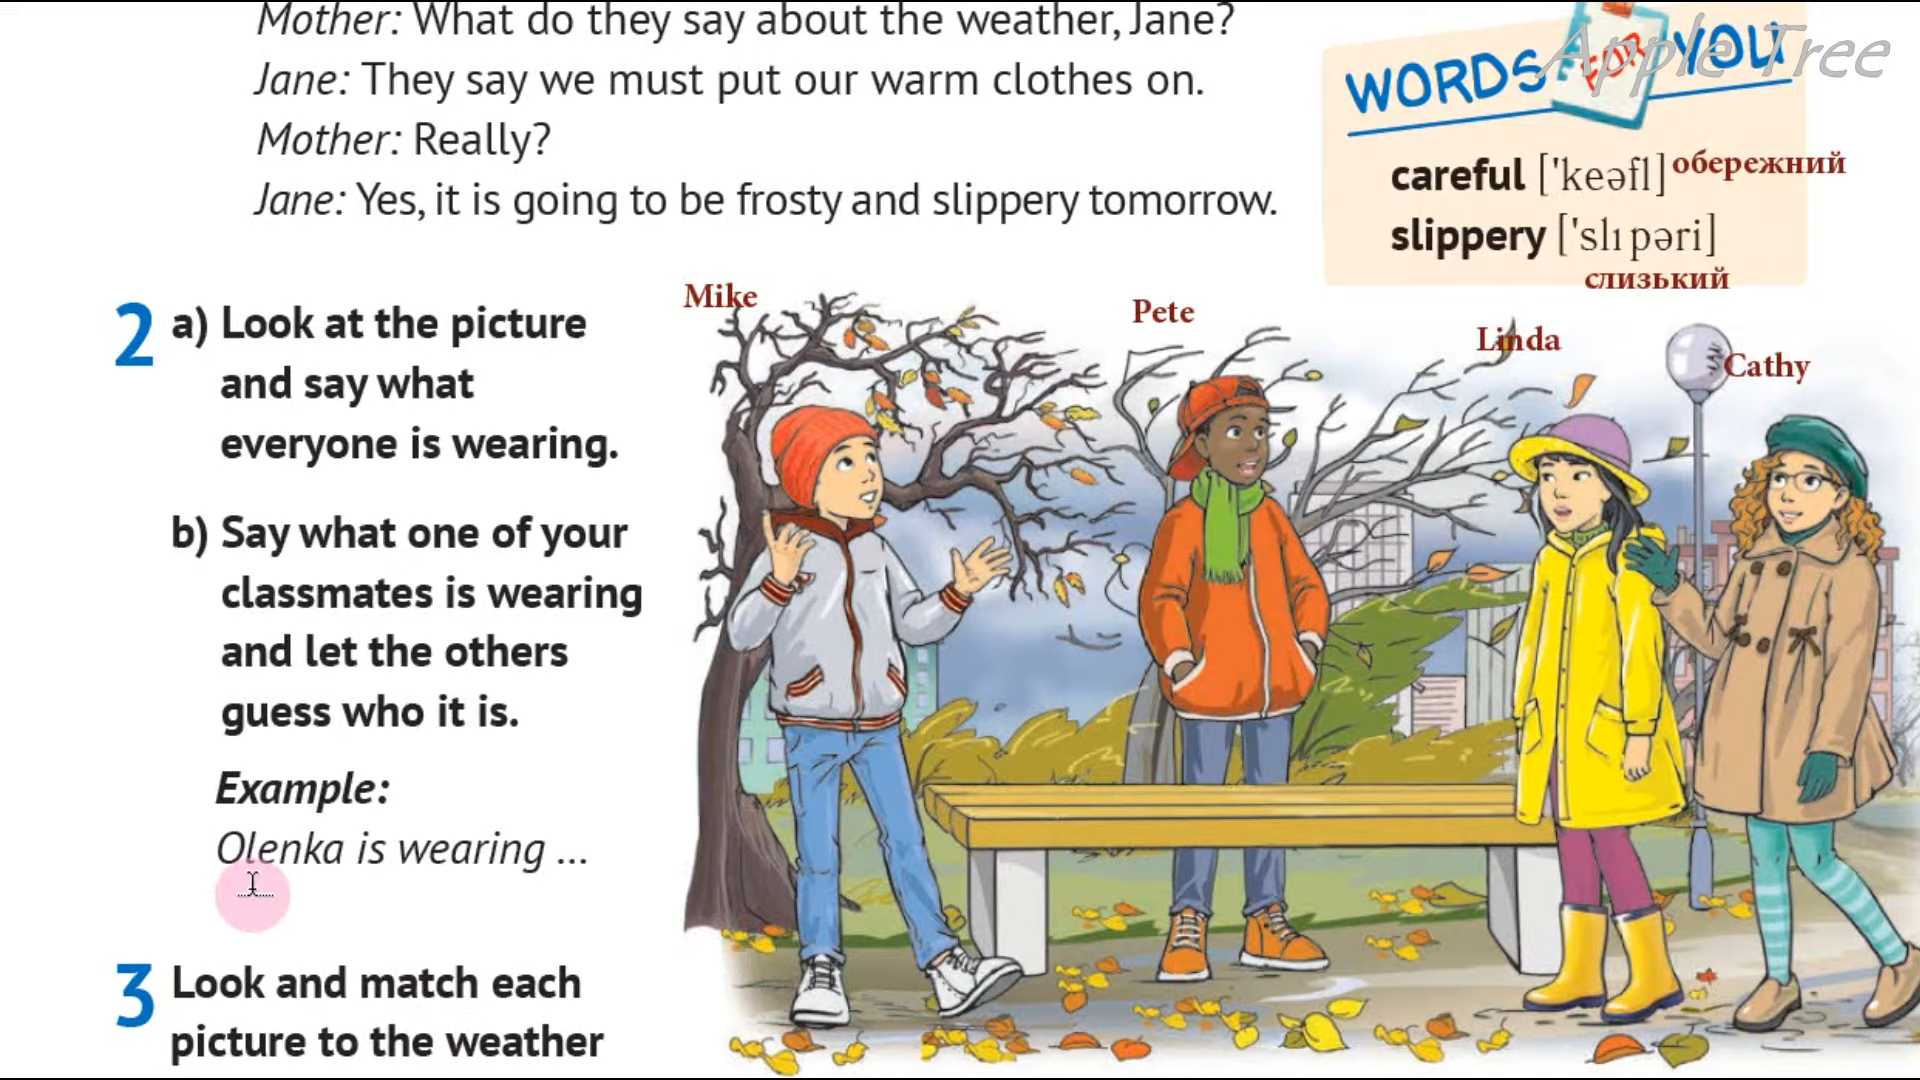 Mother: What do they say about the weather, Jane?
Jane: They say we must put our warm clothes on.
Mother: Really?
Jane: Yes, it is going to be frosty and slippery tomorrow.
WORDS FOR YOU
Apple Tree
careful ['keəfl] обережний
slippery ['slıpəri]
слизький
2 a) Look at the picture
and say what
everyone is wearing.
b) Say what one of your
classmates is wearing
and let the others
guess who it is.
Example:
Olenka is wearing ...
3 Look and match each
picture to the weather
Mike
Pete
Linda
Cathy